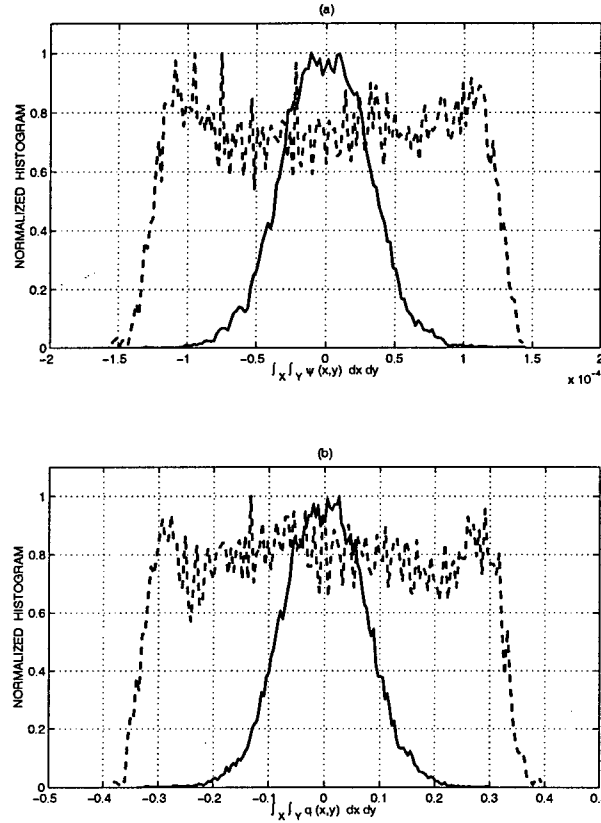 (a)
NORMALIZED HISTOGRAM
1
0.8
0.6
0.4
0.2
0
−2 −1.5 −1 −0.5 0 0.5 1 1.5 2
∫X ∫Y ψ (x,y) dx dy
x 10⁻⁴
(b)
NORMALIZED HISTOGRAM
1
0.8
0.6
0.4
0.2
0
−0.5 −0.4 −0.3 −0.2 −0.1 0 0.1 0.2 0.3 0.4 0.5
∫X ∫Y q (x,y) dx dy